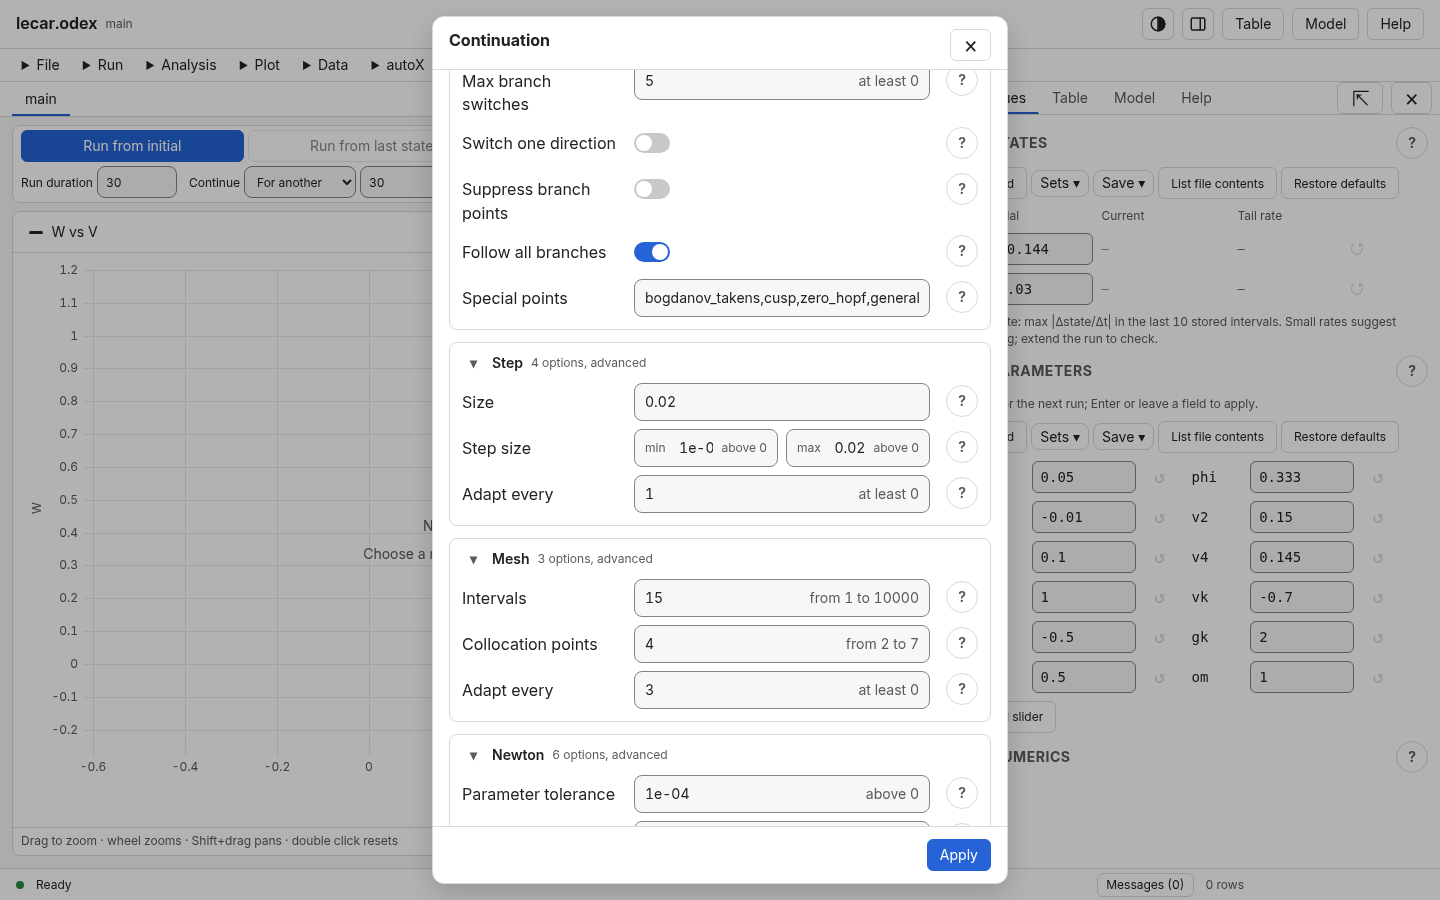 lecar.odex main
Table Model Help
File Run Analysis Plot Data autoX
main
Run from initial Run from last state
Run duration 30 Continue For another 30
W vs V
1.2
1.1
1
0.9
0.8
0.7
0.6
0.5
0.4
0.3
0.2
0.1
0
-0.1
-0.2
W
-0.6 -0.4 -0.2 0
N
Choose a r
Drag to zoom · wheel zooms · Shift+drag pans · double click resets
Ready
Messages (0) 0 rows
Continuation
Max branch
switches
5 at least 0 ?
Switch one direction ?
Suppress branch
points
?
Follow all branches ?
Special points bogdanov_takens,cusp,zero_hopf,general ?
Step 4 options, advanced
Size 0.02 ?
Step size min 1e-0 above 0 max 0.02 above 0 ?
Adapt every 1 at least 0 ?
Mesh 3 options, advanced
Intervals 15 from 1 to 10000 ?
Collocation points 4 from 2 to 7 ?
Adapt every 3 at least 0 ?
Newton 6 options, advanced
Parameter tolerance 1e-04 above 0 ?
Apply
ues Table Model Help
TATES ?
d Sets Save List file contents Restore defaults
ial Current Tail rate
0.144 – –
.03 – –
te: max |Δstate/Δt| in the last 10 stored intervals. Small rates suggest
g; extend the run to check.
ARAMETERS ?
r the next run; Enter or leave a field to apply.
d Sets Save List file contents Restore defaults
0.05 phi 0.333
-0.01 v2 0.15
0.1 v4 0.145
1 vk -0.7
-0.5 gk 2
0.5 om 1
slider
UMERICS ?